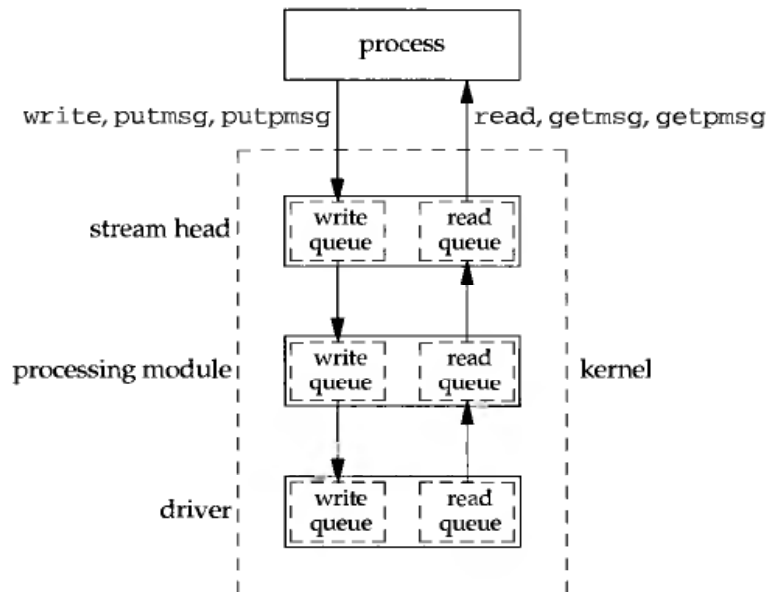 process
write, putmsg, putpmsg
read, getmsg, getpmsg
stream head
write
queue
read
queue
processing module
write
queue
read
queue
kernel
driver
write
queue
read
queue